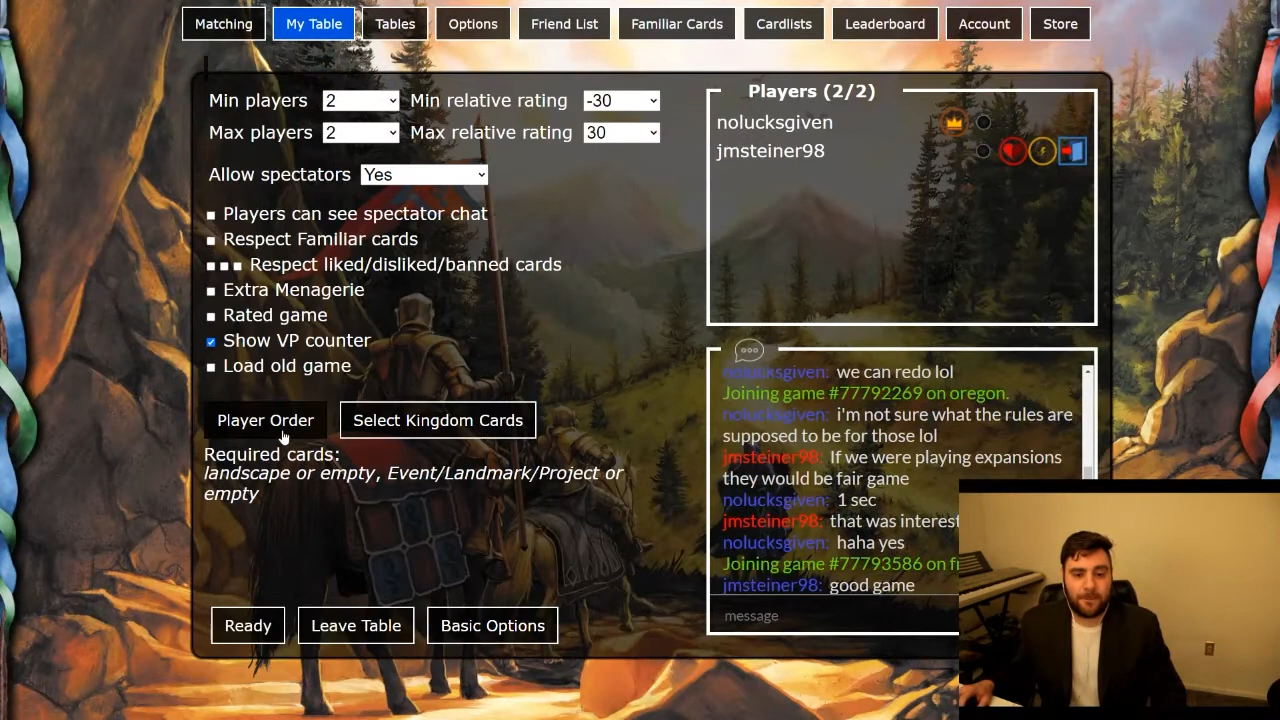 Matching My Table Tables Options Friend List Familiar Cards Cardlists Leaderboard Account Store
Min players 2 Min relative rating -30
Max players 2 Max relative rating 30
Allow spectators Yes
Players can see spectator chat
Respect Familiar cards
Respect liked/disliked/banned cards
Extra Menagerie
Rated game
Show VP counter
Load old game
Player Order Select Kingdom Cards
Required cards:
landscape or empty, Event/Landmark/Project or
empty
Ready Leave Table Basic Options
Players (2/2)
nolucksgiven
jmsteiner98
nolucksgiven: we can redo lol
Joining game #77792269 on oregon.
nolucksgiven: i'm not sure what the rules are
supposed to be for those lol
jmsteiner98: If we were playing expansions
they would be fair game
nolucksgiven: 1 sec
jmsteiner98: that was interest
nolucksgiven: haha yes
Joining game #77793586 on f
jmsteiner98: good game
message